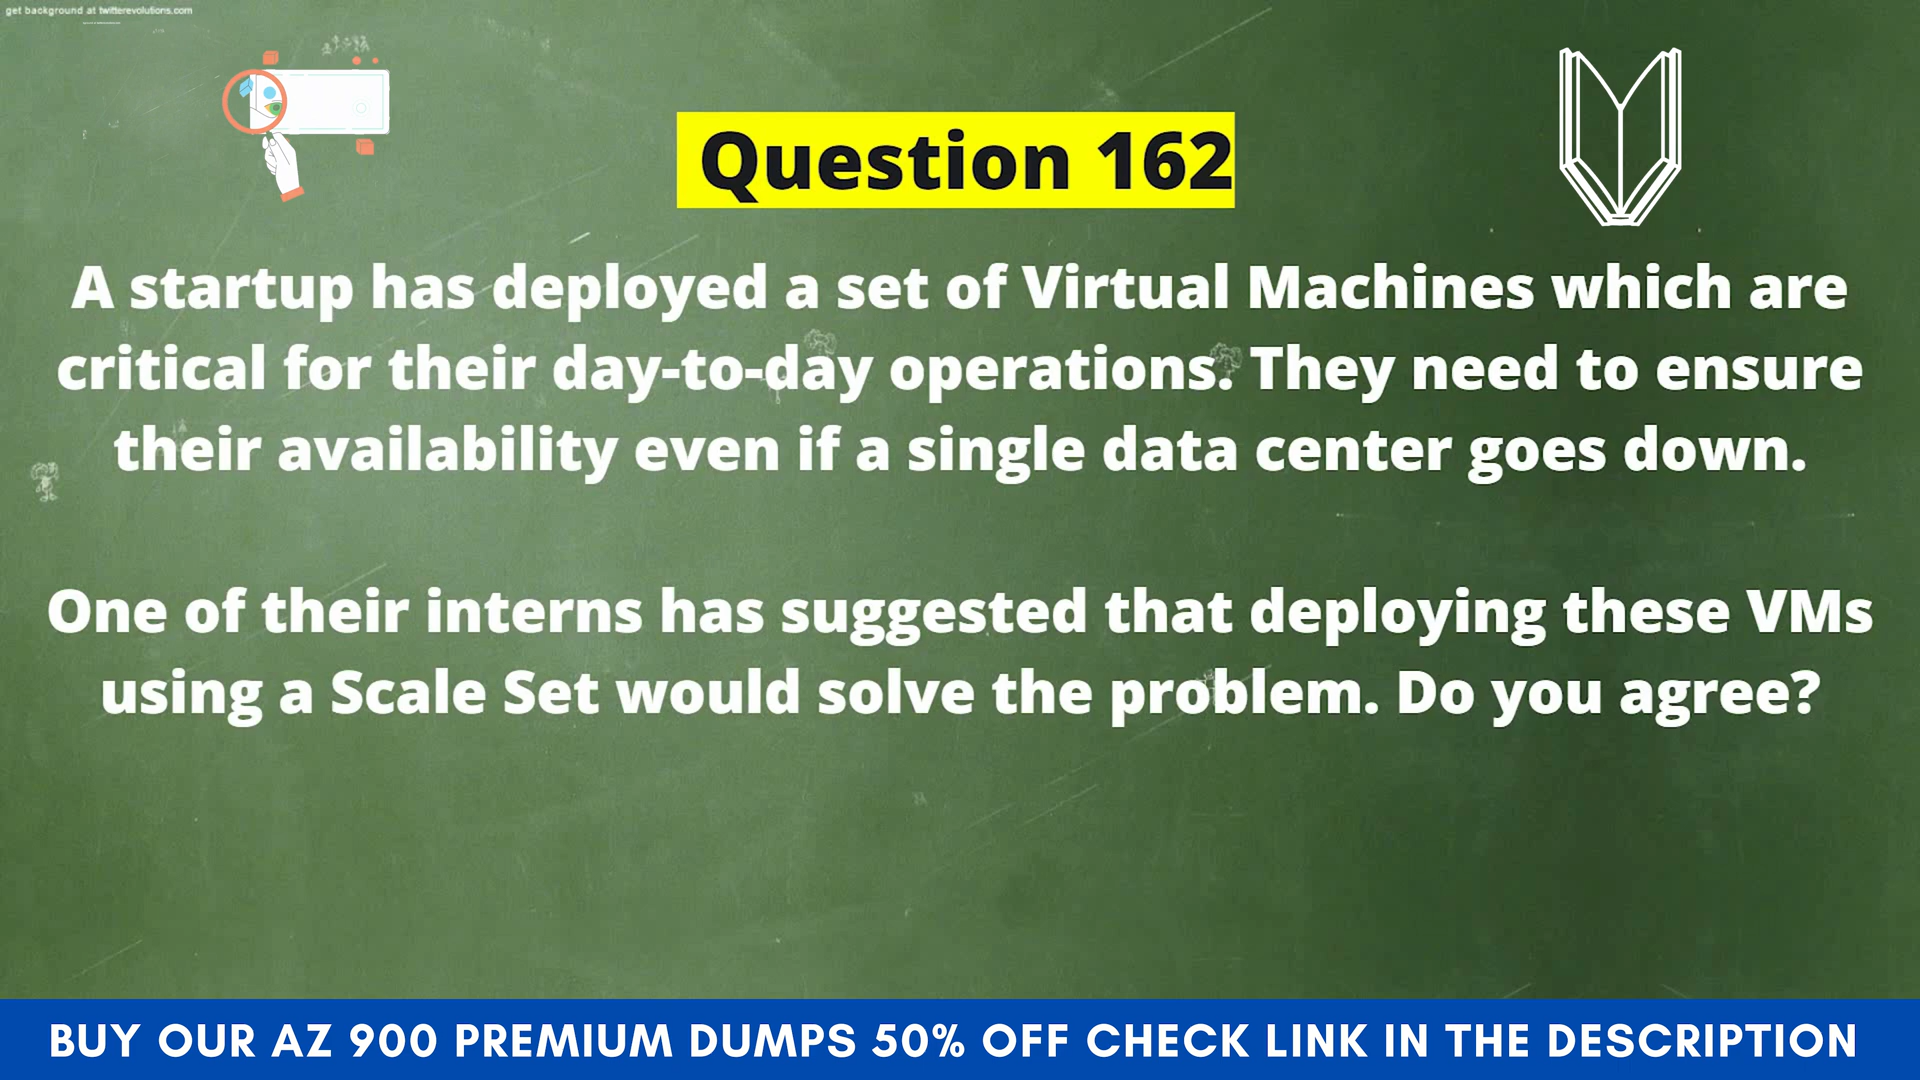 get background at twitterevolutions.com
Question 162
A startup has deployed a set of Virtual Machines which are
critical for their day-to-day operations. They need to ensure
their availability even if a single data center goes down.
One of their interns has suggested that deploying these VMs
using a Scale Set would solve the problem. Do you agree?
BUY OUR AZ 900 PREMIUM DUMPS 50% OFF CHECK LINK IN THE DESCRIPTION